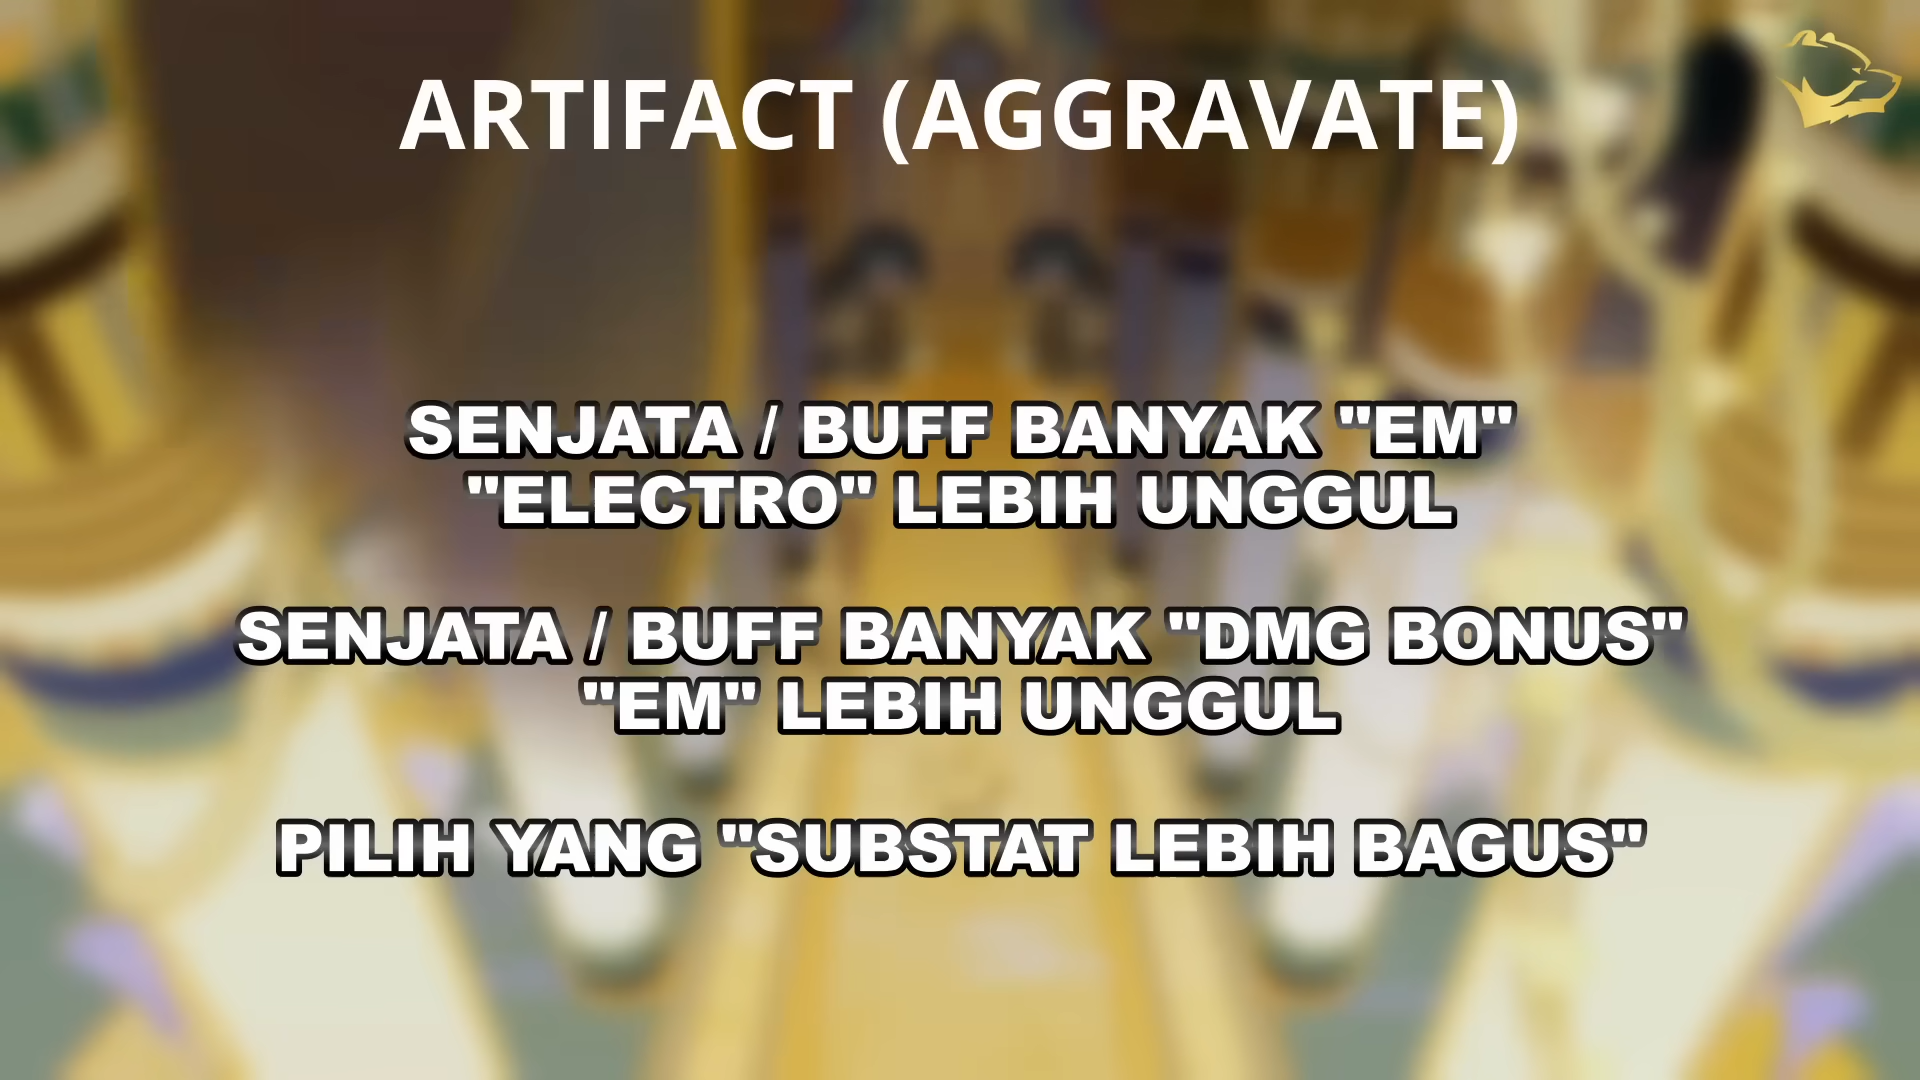 ARTIFACT (AGGRAVATE)
SENJATA / BUFF BANYAK "EM"
"ELECTRO" LEBIH UNGGUL
SENJATA / BUFF BANYAK "DMG BONUS"
"EM" LEBIH UNGGUL
PILIH YANG "SUBSTAT LEBIH BAGUS"